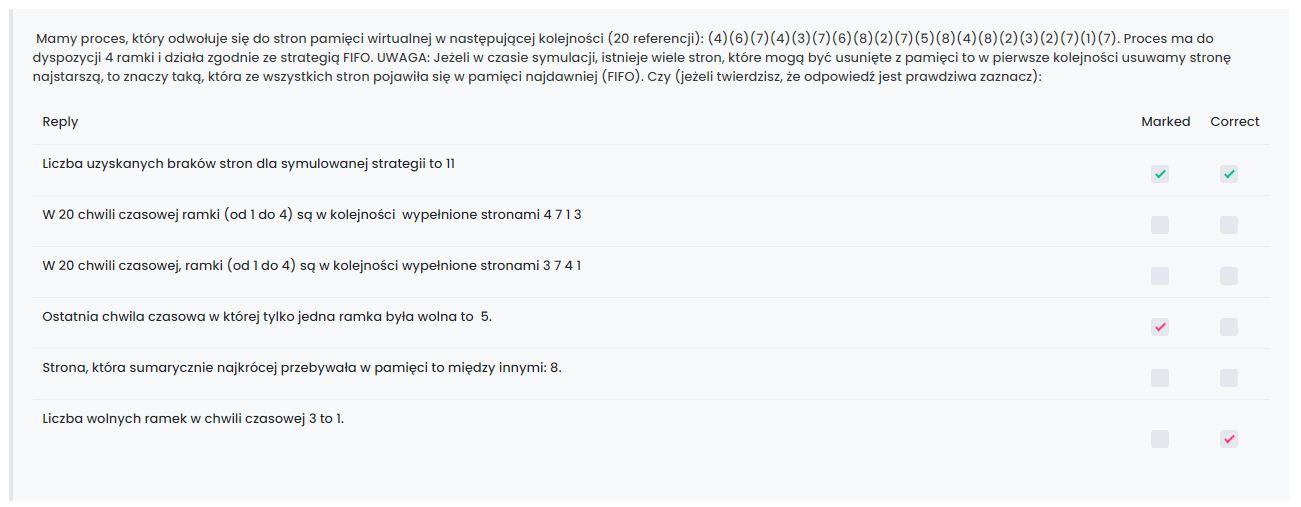 Mamy proces, który odwołuje się do stron pamięci wirtualnej w następującej kolejności (20 referencji): (4)(6)(7)(4)(3)(7)(6)(8)(2)(7)(5)(8)(4)(8)(2)(3)(2)(7)(1)(7). Proces ma do
dyspozycji 4 ramki i działa zgodnie ze strategią FIFO. UWAGA: Jeżeli w czasie symulacji, istnieje wiele stron, które mogą być usunięte z pamięci to w pierwsze kolejności usuwamy stronę
najstarszą, to znaczy taką, która ze wszystkich stron pojawiła się w pamięci najdawniej (FIFO). Czy (jeżeli twierdzisz, że odpowiedź jest prawdziwa zaznacz):
Reply Marked Correct
Liczba uzyskanych braków stron dla symulowanej strategii to 11
W 20 chwili czasowej ramki (od 1 do 4) są w kolejności wypełnione stronami 4 7 1 3
W 20 chwili czasowej, ramki (od 1 do 4) są w kolejności wypełnione stronami 3 7 4 1
Ostatnia chwila czasowa w której tylko jedna ramka była wolna to 5.
Strona, która sumarycznie najkrócej przebywała w pamięci to między innymi: 8.
Liczba wolnych ramek w chwili czasowej 3 to 1.